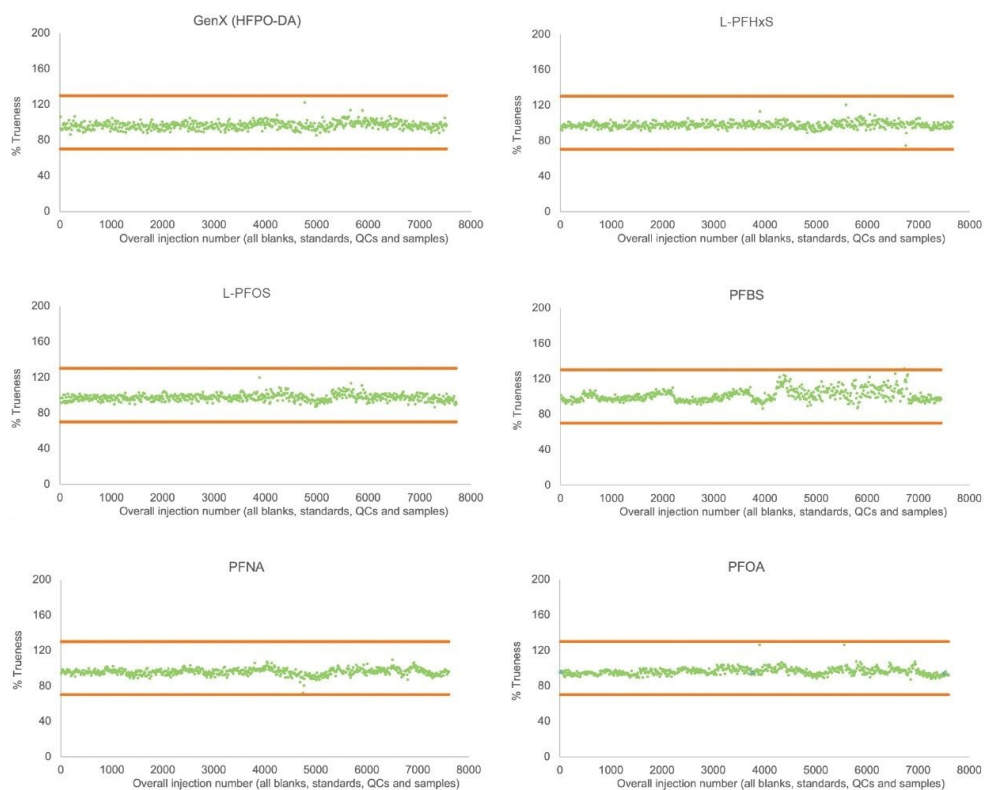 GenX (HFPO-DA)
200
160
120
80
40
0
% Trueness
0 1000 2000 3000 4000 5000 6000 7000 8000
Overall injection number (all blanks, standards, QCs and samples)
L-PFHxS
200
160
120
80
40
0
% Trueness
0 1000 2000 3000 4000 5000 6000 7000 8000
Overall injection number (all blanks, standards, QCs and samples)
L-PFOS
200
160
120
80
40
0
% Trueness
0 1000 2000 3000 4000 5000 6000 7000 8000
Overall injection number (all blanks, standards, QCs and samples)
PFBS
200
160
120
80
40
0
% Trueness
0 1000 2000 3000 4000 5000 6000 7000 8000
Overall injection number (all blanks, standards, QCs and samples)
PFNA
200
160
120
80
40
0
% Trueness
0 1000 2000 3000 4000 5000 6000 7000 8000
Overall injection number (all blanks, standards, QCs and samples)
PFOA
200
160
120
80
40
0
% Trueness
0 1000 2000 3000 4000 5000 6000 7000 8000
Overall injection number (all blanks, standards, QCs and samples)